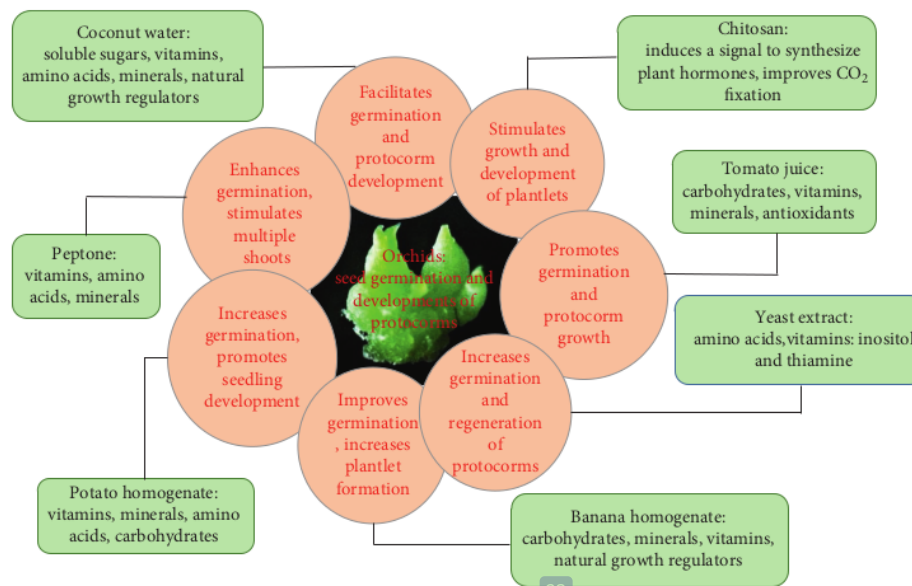 Coconut water:
soluble sugars, vitamins,
amino acids, minerals, natural
growth regulators
Chitosan:
induces a signal to synthesize
plant hormones, improves CO₂
fixation
Facilitates
germination
and
protocorm
development
Stimulates
growth and
development
of plantlets
Enhances
germination,
stimulates
multiple
shoots
Tomato juice:
carbohydrates, vitamins,
minerals, antioxidants
Peptone:
vitamins, amino
acids, minerals
Orchids:
seed germination and
developments of
protocorms
Promotes
germination
and
protocorm
growth
Increases
germination,
promotes
seedling
development
Yeast extract:
amino acids,vitamins: inositol
and thiamine
Improves
germination
, increases
plantlet
formation
Increases
germination
and
regeneration
of
protocorms
Potato homogenate:
vitamins, minerals, amino
acids, carbohydrates
Banana homogenate:
carbohydrates, minerals, vitamins,
natural growth regulators